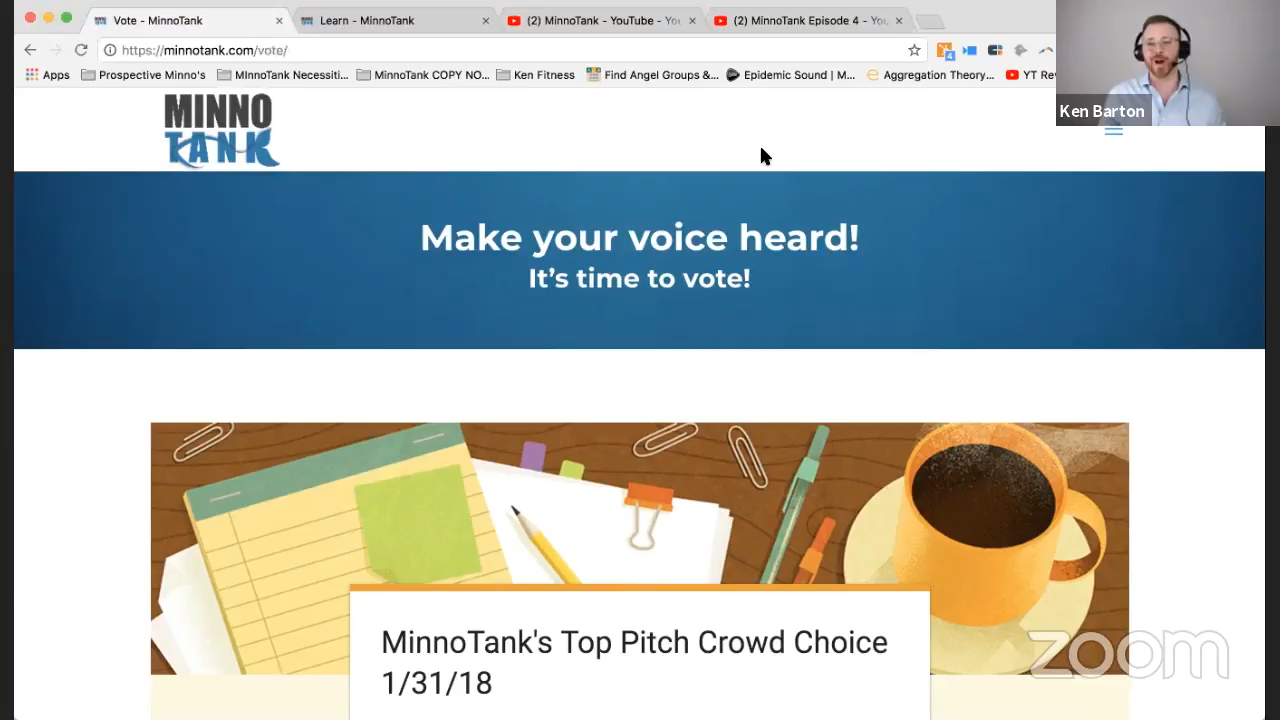 Vote - MinnoTank
Learn - MinnoTank
(2) MinnoTank - YouTube - Yo
(2) MinnoTank Episode 4 - You
https://minnotank.com/vote/
4
Apps
Prospective Minno's
MInnoTank Necessiti...
MinnoTank COPY NO...
Ken Fitness
Find Angel Groups &...
Epidemic Sound | M...
Aggregation Theory...
YT Re
Ken Barton
MINNO
TANK
Make your voice heard!
It's time to vote!
MinnoTank's Top Pitch Crowd Choice
1/31/18
zoom